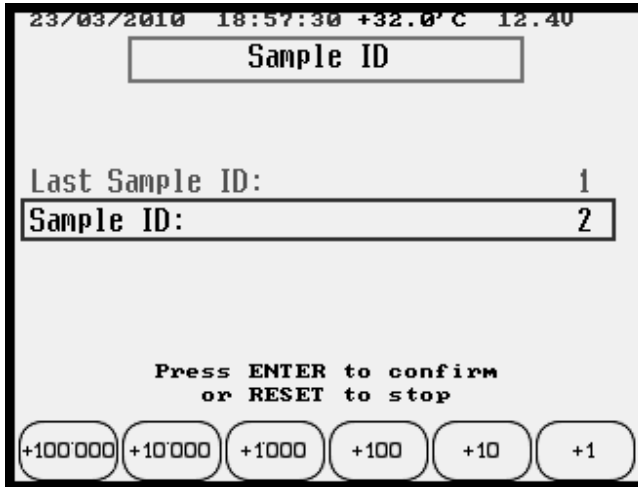 23/03/2010 18:57:30 +32.0°C 12.4V
Sample ID
Last Sample ID: 1
Sample ID: 2
Press ENTER to confirm
or RESET to stop
+100'000 +10'000 +1'000 +100 +10 +1